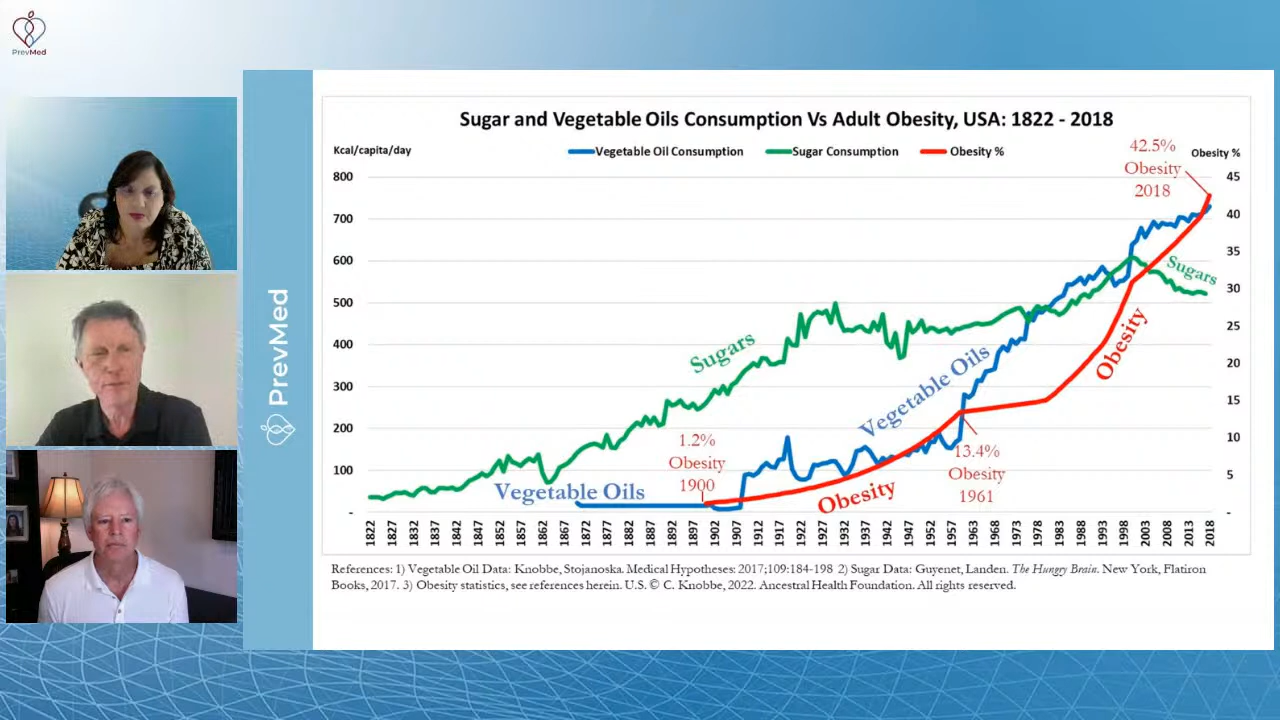 PrevMed
PrevMed
Sugar and Vegetable Oils Consumption Vs Adult Obesity, USA: 1822 - 2018
Kcal/capita/day
Vegetable Oil Consumption
Sugar Consumption
Obesity %
Obesity %
42.5%
Obesity
2018
800
700
600
500
400
300
200
100
-
45
40
35
30
25
20
15
10
5
-
Sugars
Sugars
Vegetable Oils
Obesity
1.2%
Obesity
1900
Vegetable Oils
Obesity
13.4%
Obesity
1961
1822 1827 1832 1837 1842 1847 1852 1857 1862 1867 1872 1877 1882 1887 1892 1897 1902 1907 1912 1917 1922 1927 1932 1937 1942 1947 1952 1957 1963 1968 1973 1978 1983 1988 1993 1998 2003 2008 2013 2018
References: 1) Vegetable Oil Data: Knobbe, Stojanoska. Medical Hypotheses: 2017;109:184-198 2) Sugar Data: Guyenet, Landen. The Hungry Brain. New York, Flatiron
Books, 2017. 3) Obesity statistics, see references herein. U.S. © C. Knobbe, 2022. Ancestral Health Foundation. All rights reserved.